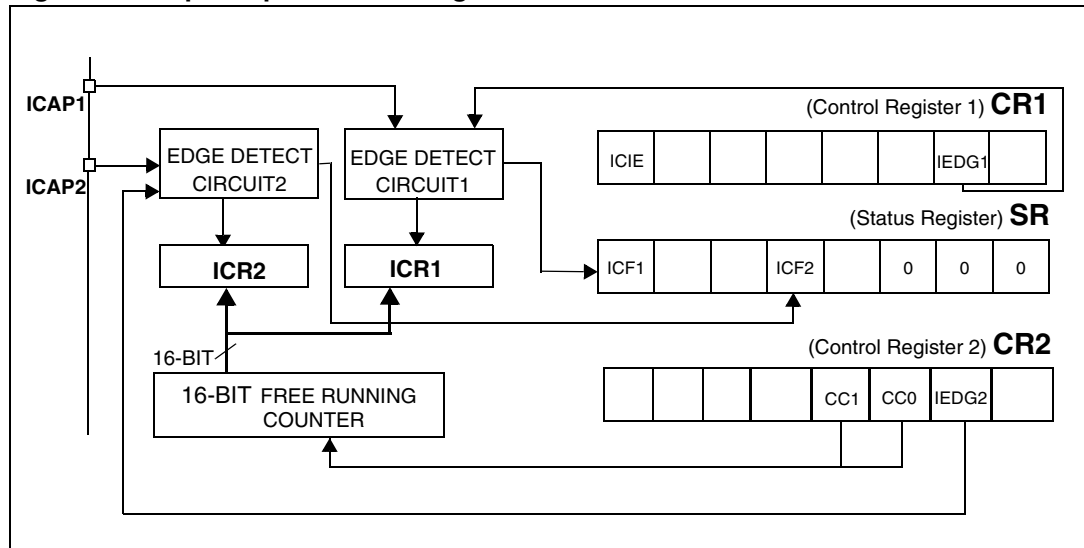 ICAP1
ICAP2
EDGE DETECT
CIRCUIT2
EDGE DETECT
CIRCUIT1
ICR2
ICR1
16-BIT
16-BIT FREE RUNNING
COUNTER
(Control Register 1) CR1
ICIE IEDG1
(Status Register) SR
ICF1 ICF2 0 0 0
(Control Register 2) CR2
CC1 CC0 IEDG2